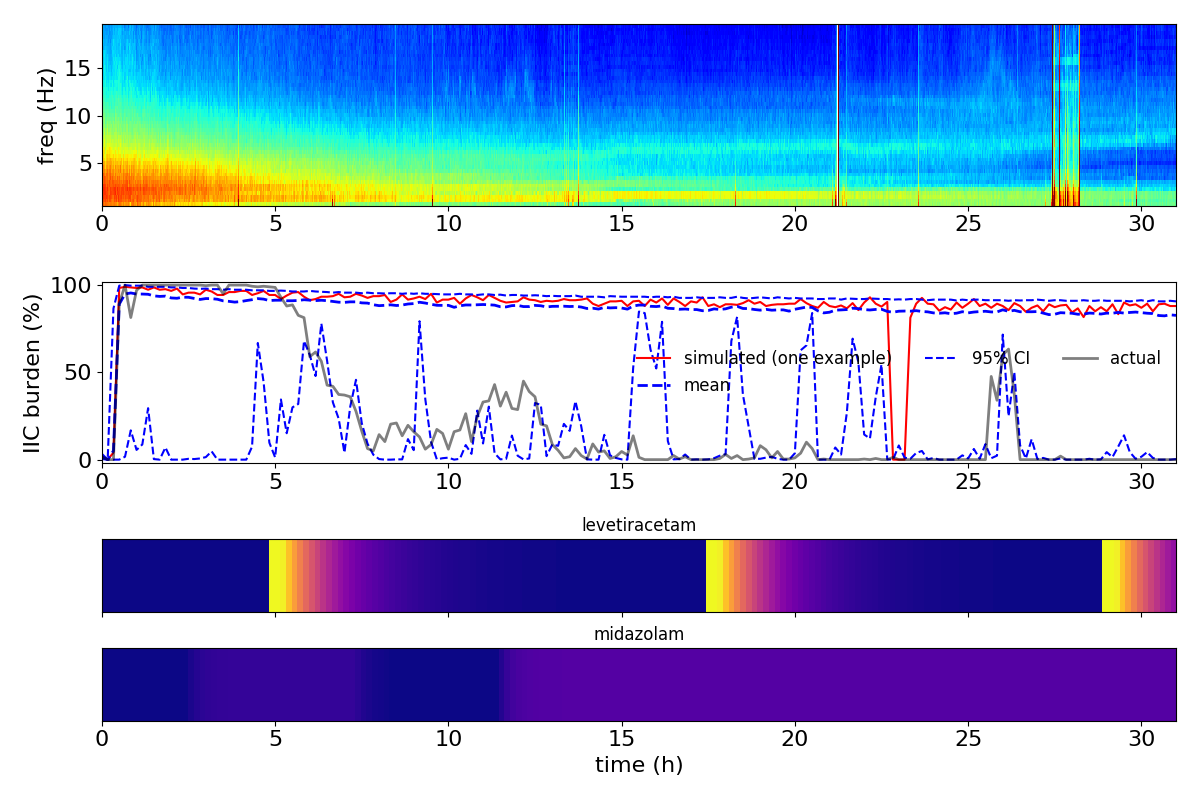 freq (Hz)
15
10
5
0 5 10 15 20 25 30
IIC burden (%)
100
50
0
simulated (one example) 95% CI actual
mean
0 5 10 15 20 25 30
levetiracetam
midazolam
0 5 10 15 20 25 30
time (h)